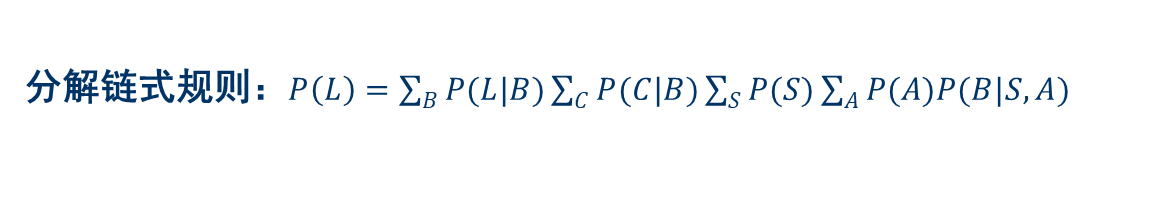 分解链式规则：P(L) = ∑_B P(L|B) ∑_C P(C|B) ∑_S P(S) ∑_A P(A)P(B|S, A)